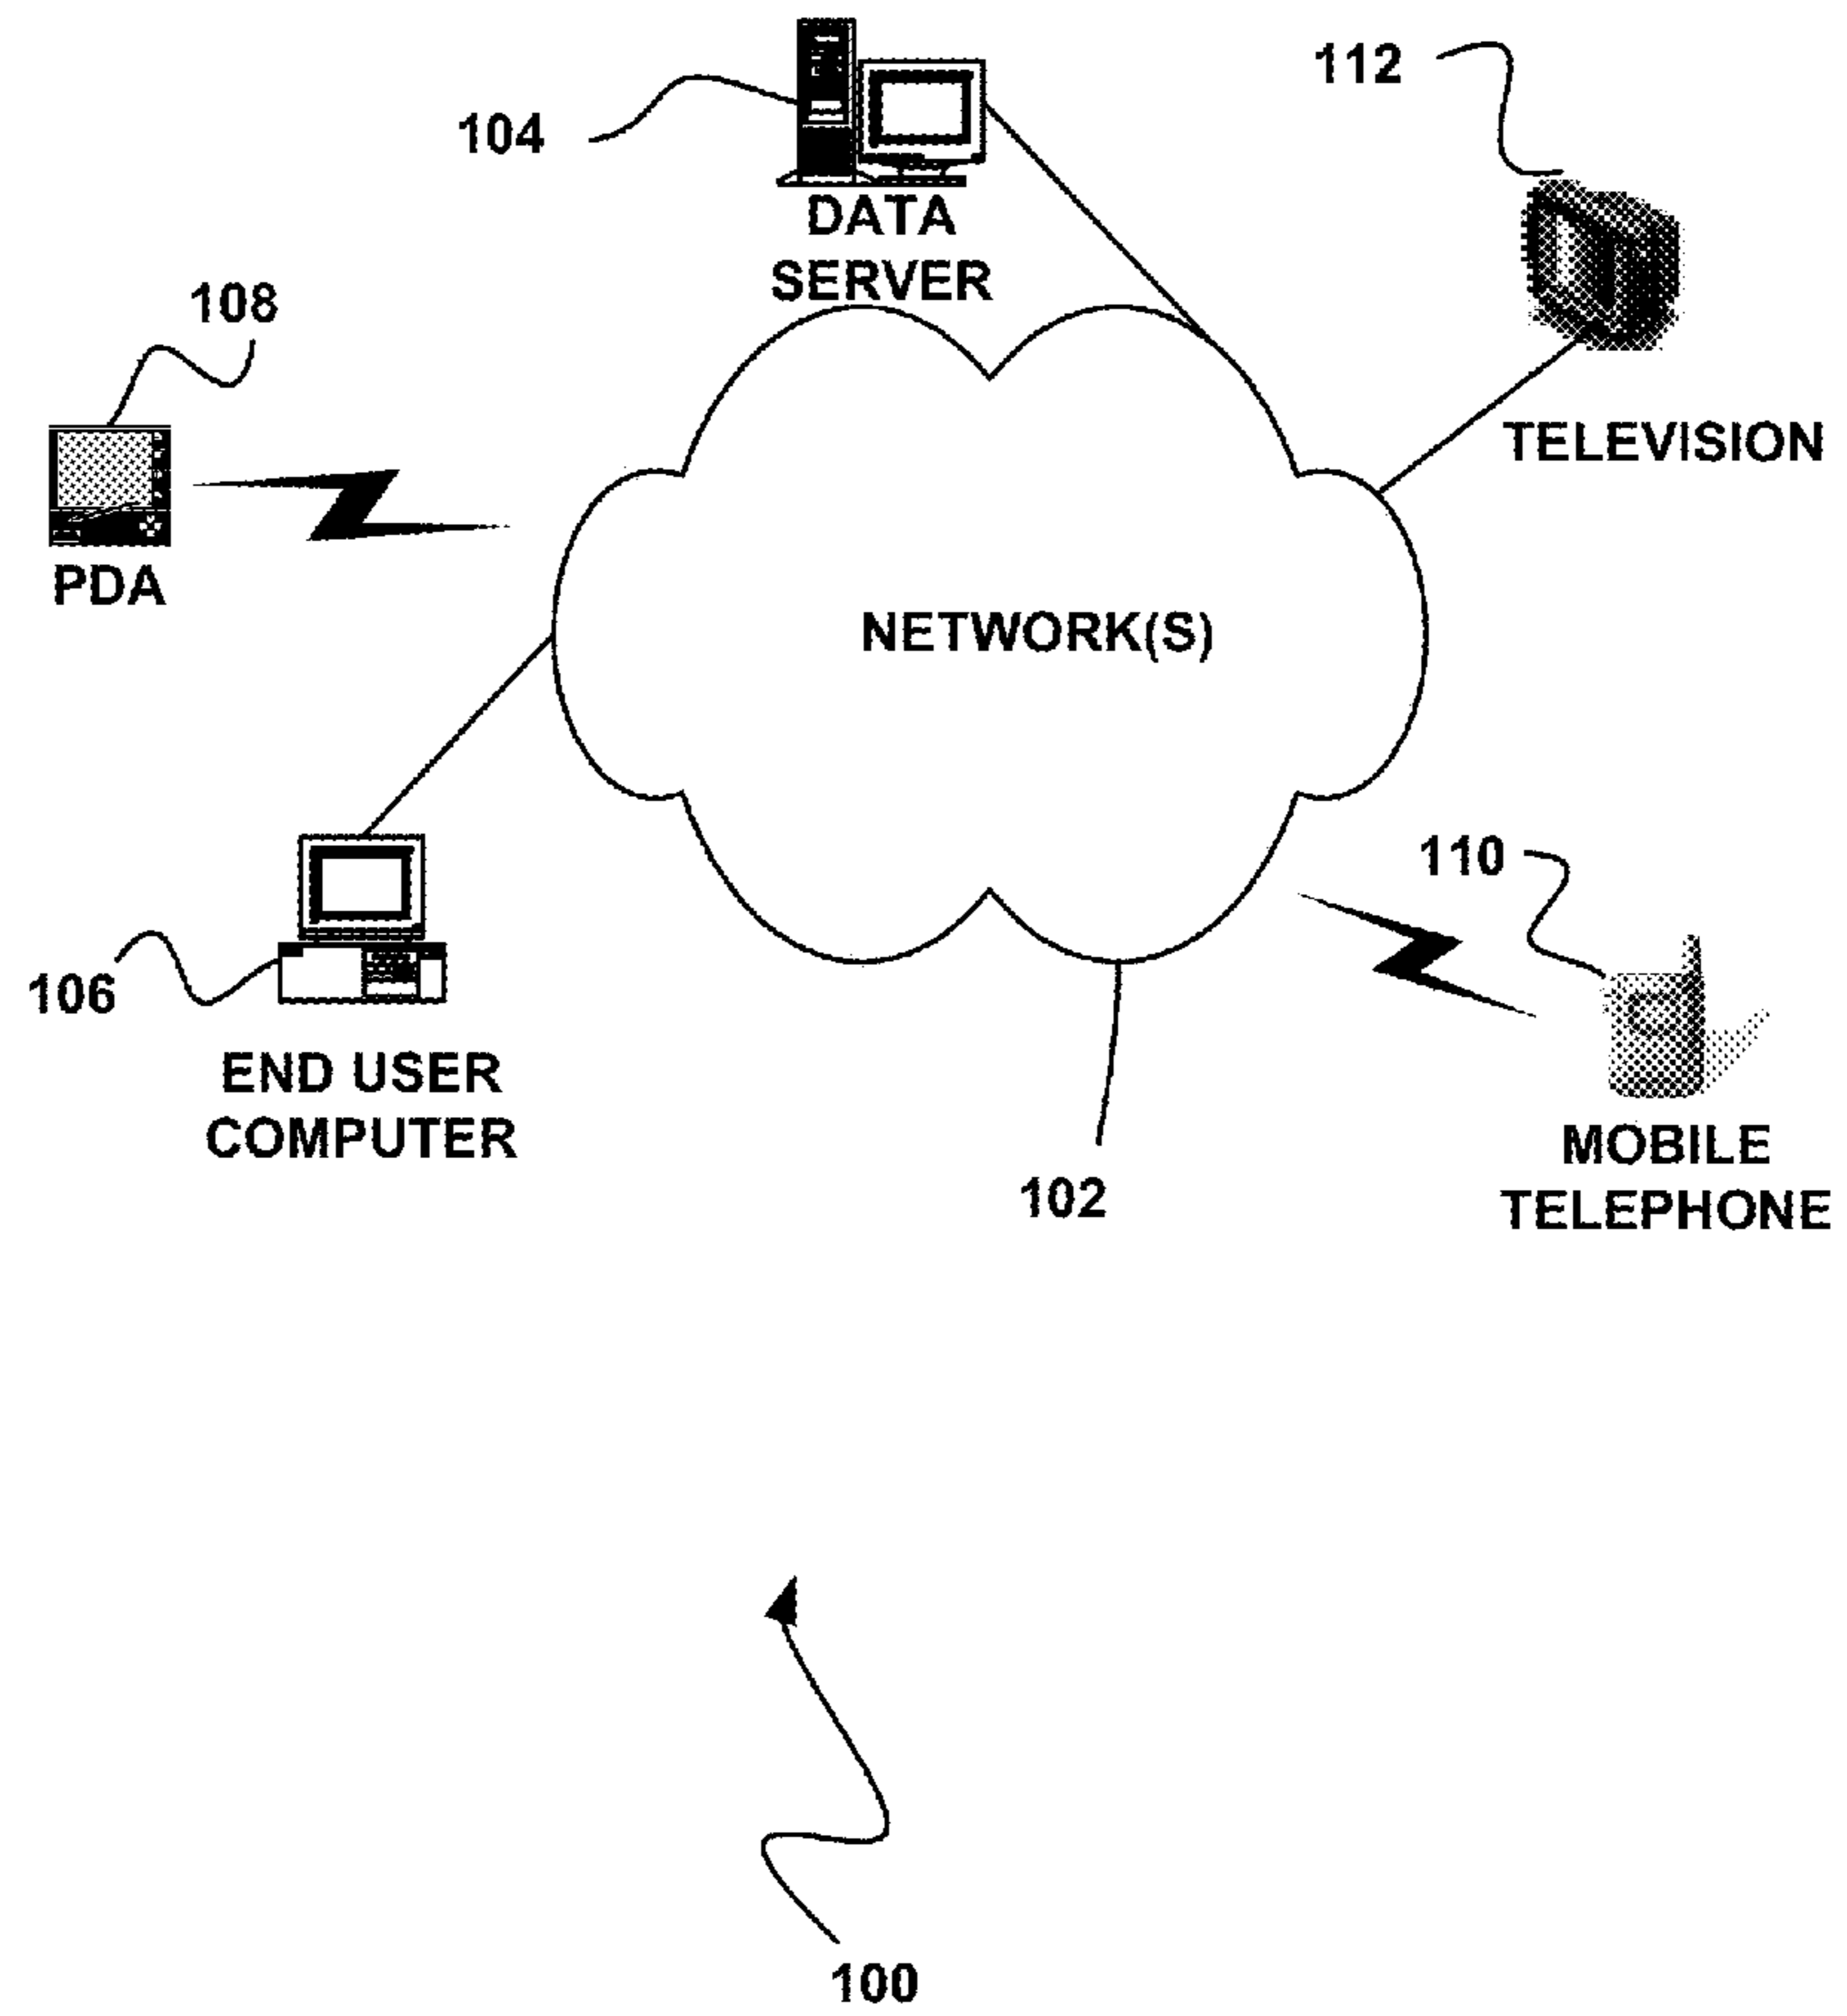 112
104
DATA
SERVER
108
TELEVISION
PDA
NETWORK(S)
110
106
END USER
COMPUTER
MOBILE
TELEPHONE
102
100